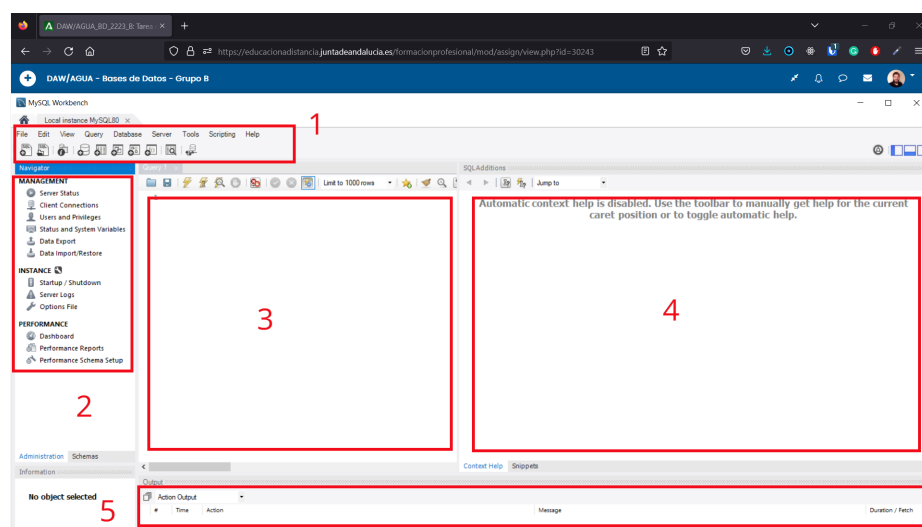 DAW/AGUA_BD_2223_B: Tarea
https://educacionadistancia.juntadeandalucia.es/formacionprofesional/mod/assign/view.php?id=30243
DAW/AGUA - Bases de Datos - Grupo B
MySQL Workbench
Local instance MySQL80
File Edit View Query Database Server Tools Scripting Help
1
Navigator
Query 1
SQLAdditions
MANAGEMENT
Server Status
Client Connections
Users and Privileges
Status and System Variables
Data Export
Data Import/Restore
INSTANCE
Startup / Shutdown
Server Logs
Options File
PERFORMANCE
Dashboard
Performance Reports
Performance Schema Setup
2
Administration Schemas
Information
No object selected
Limit to 1000 rows
3
Jump to
Automatic context help is disabled. Use the toolbar to manually get help for the current
caret position or to toggle automatic help.
4
Context Help Snippets
Output
5
Action Output
# Time Action Message Duration / Fetch